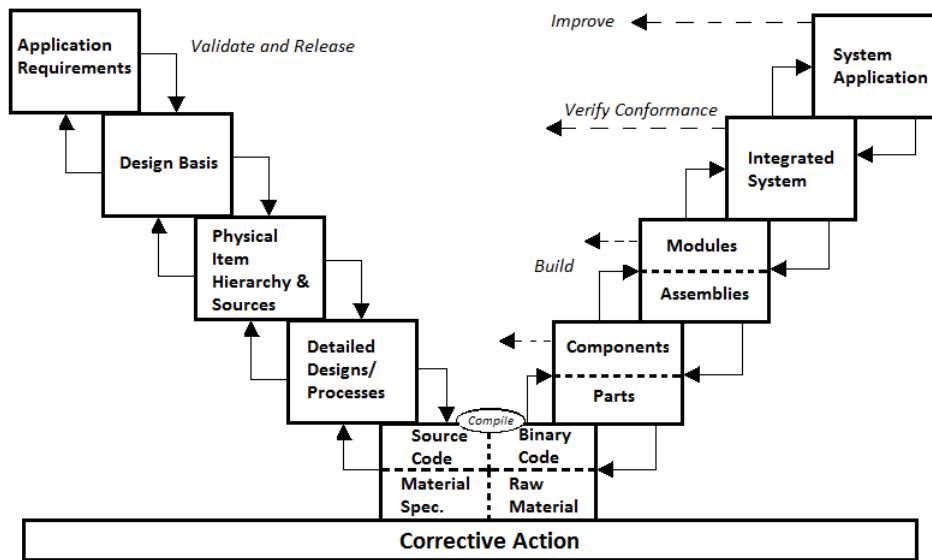 Application
Requirements
Validate and Release
Improve
System
Application
Design Basis
Verify Conformance
Integrated
System
Physical
Item
Hierarchy &
Sources
Build
Modules
Assemblies
Detailed
Designs/
Processes
Components
Parts
Compile
Source
Code
Binary
Code
Material
Spec.
Raw
Material
Corrective Action